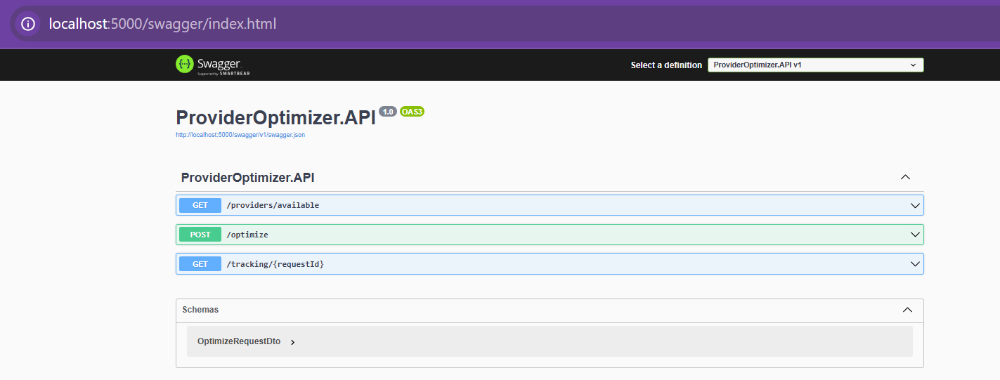 localhost:5000/swagger/index.html
Swagger
Supported by SMARTBEAR
Select a definition ProviderOptimizer.API v1
ProviderOptimizer.API 1.0 OAS3
http://localhost:5000/swagger/v1/swagger.json
ProviderOptimizer.API
GET /providers/available
POST /optimize
GET /tracking/{requestId}
Schemas
OptimizeRequestDto